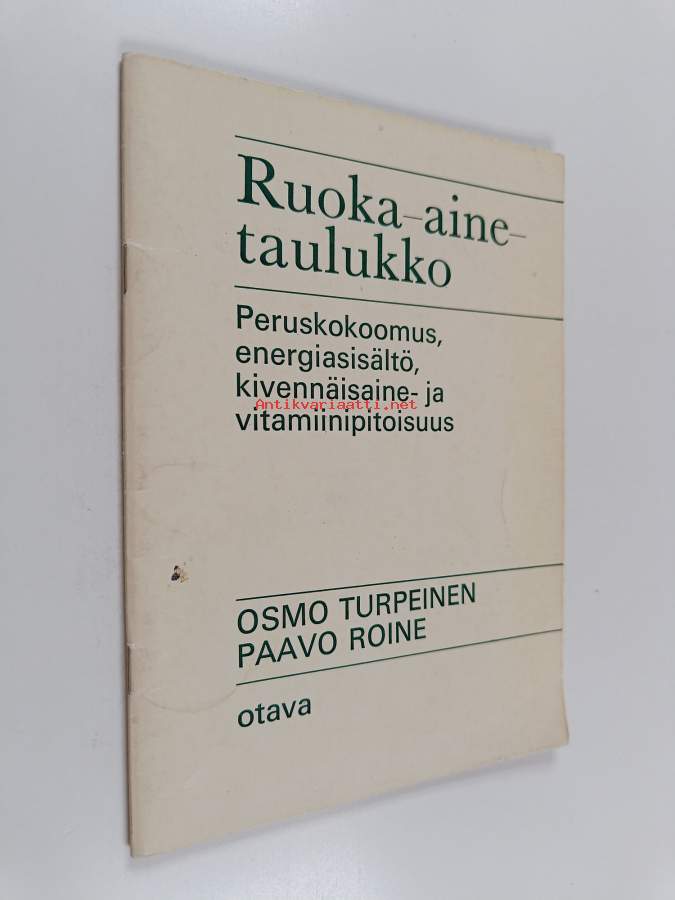 Ruoka-aine-
taulukko
Peruskokoomus,
energiasisältö,
kivennäisaine- ja
Antikvariaatti.net
vitamiinipitoisuus
OSMO TURPEINEN
PAAVO ROINE
otava